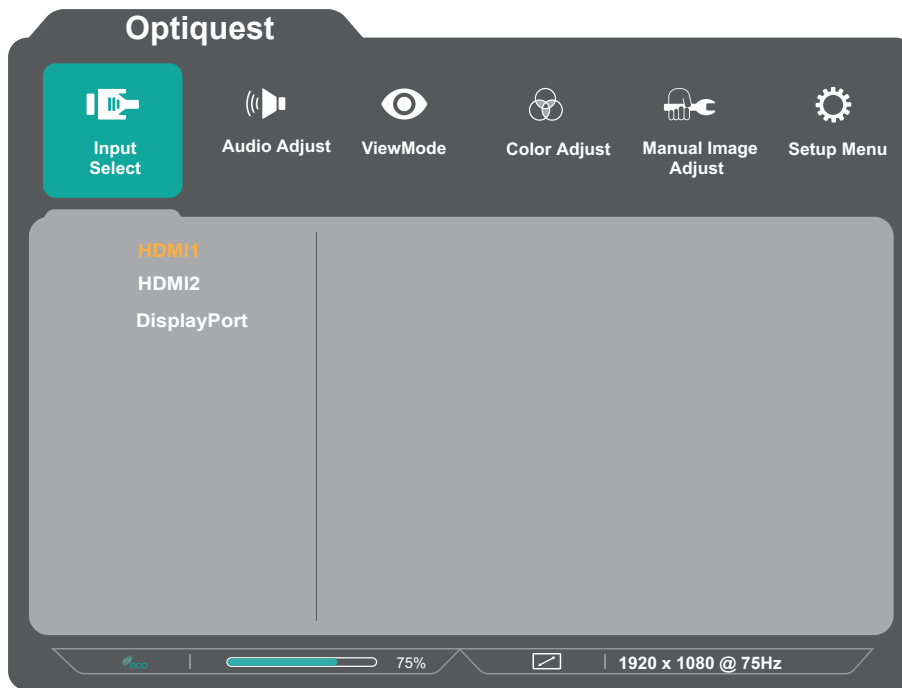 Optiquest
Input
Select
Audio Adjust
ViewMode
Color Adjust
Manual Image
Adjust
Setup Menu
HDMI1
HDMI2
DisplayPort
eco
75%
1920 x 1080 @ 75Hz